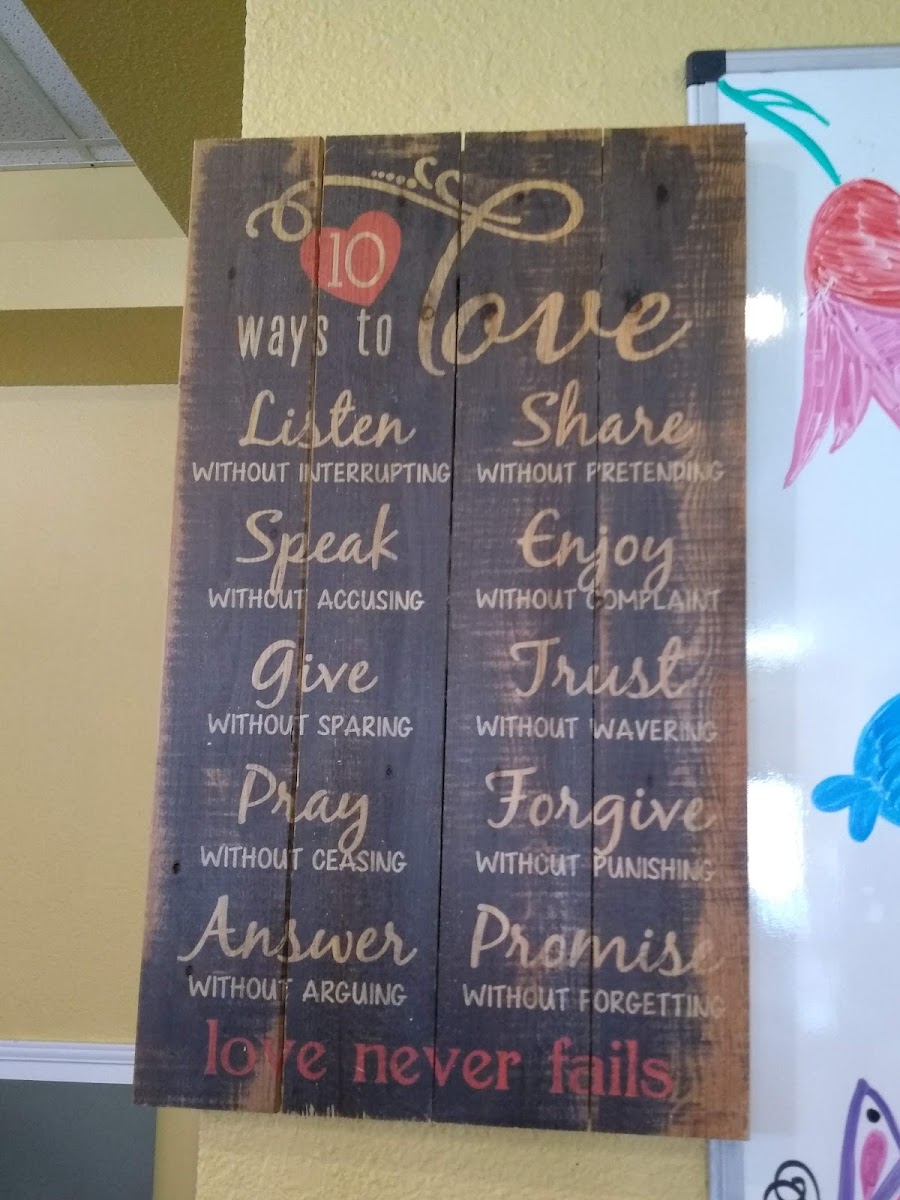 10
ways to Love
Listen
WITHOUT INTERRUPTING
Speak
WITHOUT ACCUSING
Give
WITHOUT SPARING
Pray
WITHOUT CEASING
Answer
WITHOUT ARGUING
Share
WITHOUT PRETENDING
Enjoy
WITHOUT COMPLAINT
Trust
WITHOUT WAVERING
Forgive
WITHOUT PUNISHING
Promise
WITHOUT FORGETTING
love never fails